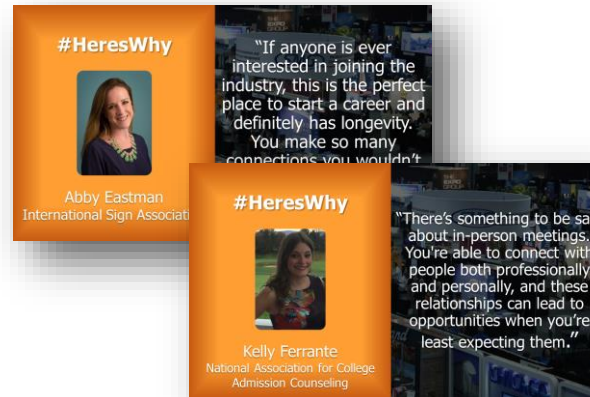 #HeresWhy
Abby Eastman
International Sign Associati
"If anyone is ever
interested in joining the
industry, this is the perfect
place to start a career and
definitely has longevity.
You make so many
connections you wouldn't
#HeresWhy
Kelly Ferrante
National Association for College
Admission Counseling
"There's something to be sa
about in-person meetings.
You're able to connect with
people both professionally
and personally, and these
relationships can lead to
opportunities when you're
least expecting them."